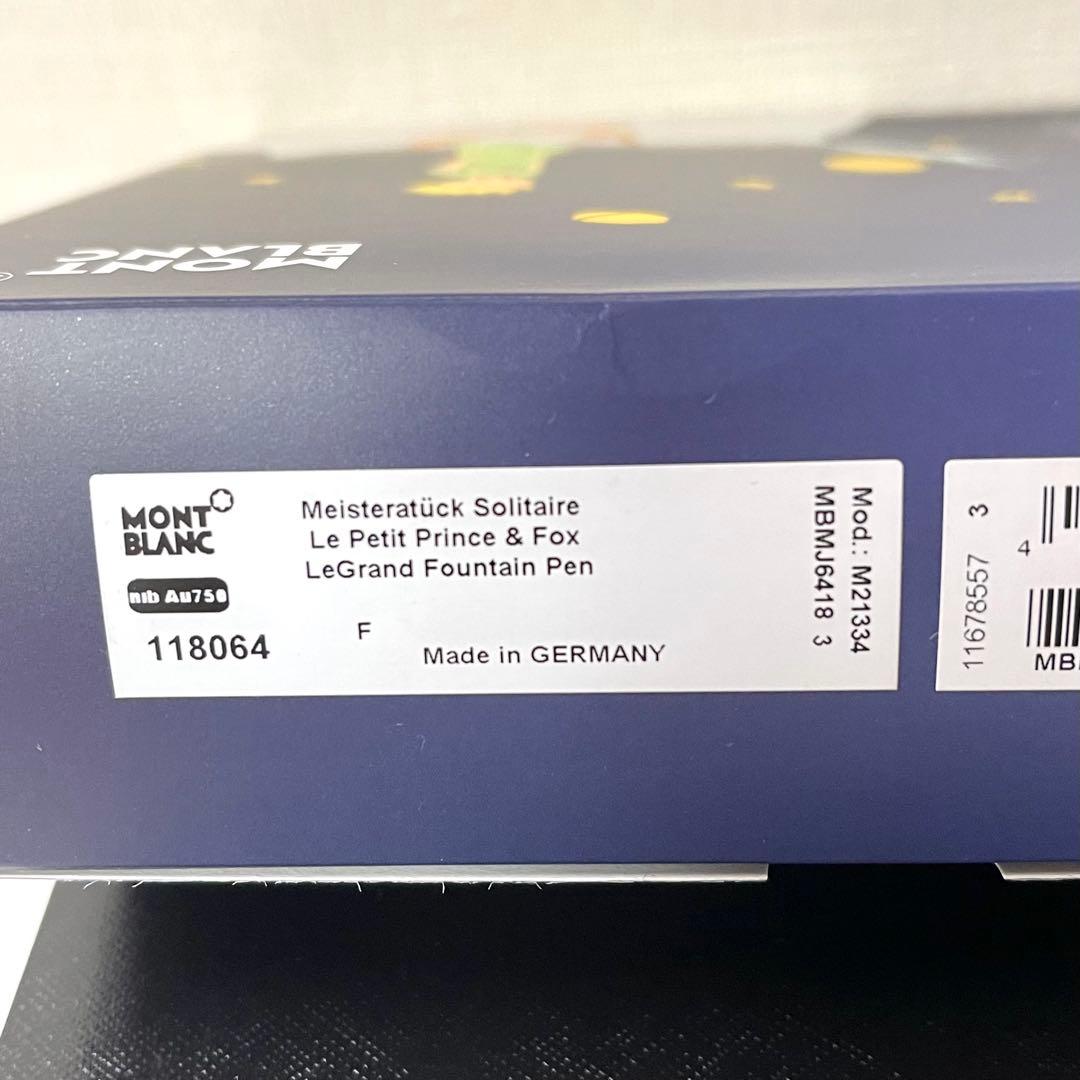 MONT
BLANC
MONT
BLANC
nib Au750
118064
Meisteratück Solitaire
Le Petit Prince & Fox
LeGrand Fountain Pen
F
Made in GERMANY
Mod.: M21334
MBMJ6418 3
11678557 3
4